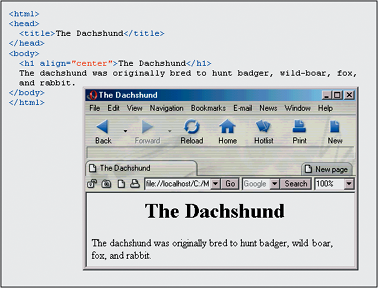 <html>
<head>
<title>The Dachshund</title>
</head>
<body>
<h1 align="center">The Dachshund</h1>
The dachshund was originally bred to hunt badger, wild-boar, fox,
and rabbit.
</body>
</html>
The Dachshund
File Edit View Navigation Bookmarks E-mail News Window Help
Back Forward Reload Home Hotlist Print New
The Dachshund New page
file://localhost/C:/M Go Google Search 100%
The Dachshund
The dachshund was originally bred to hunt badger, wild boar,
fox, and rabbit.